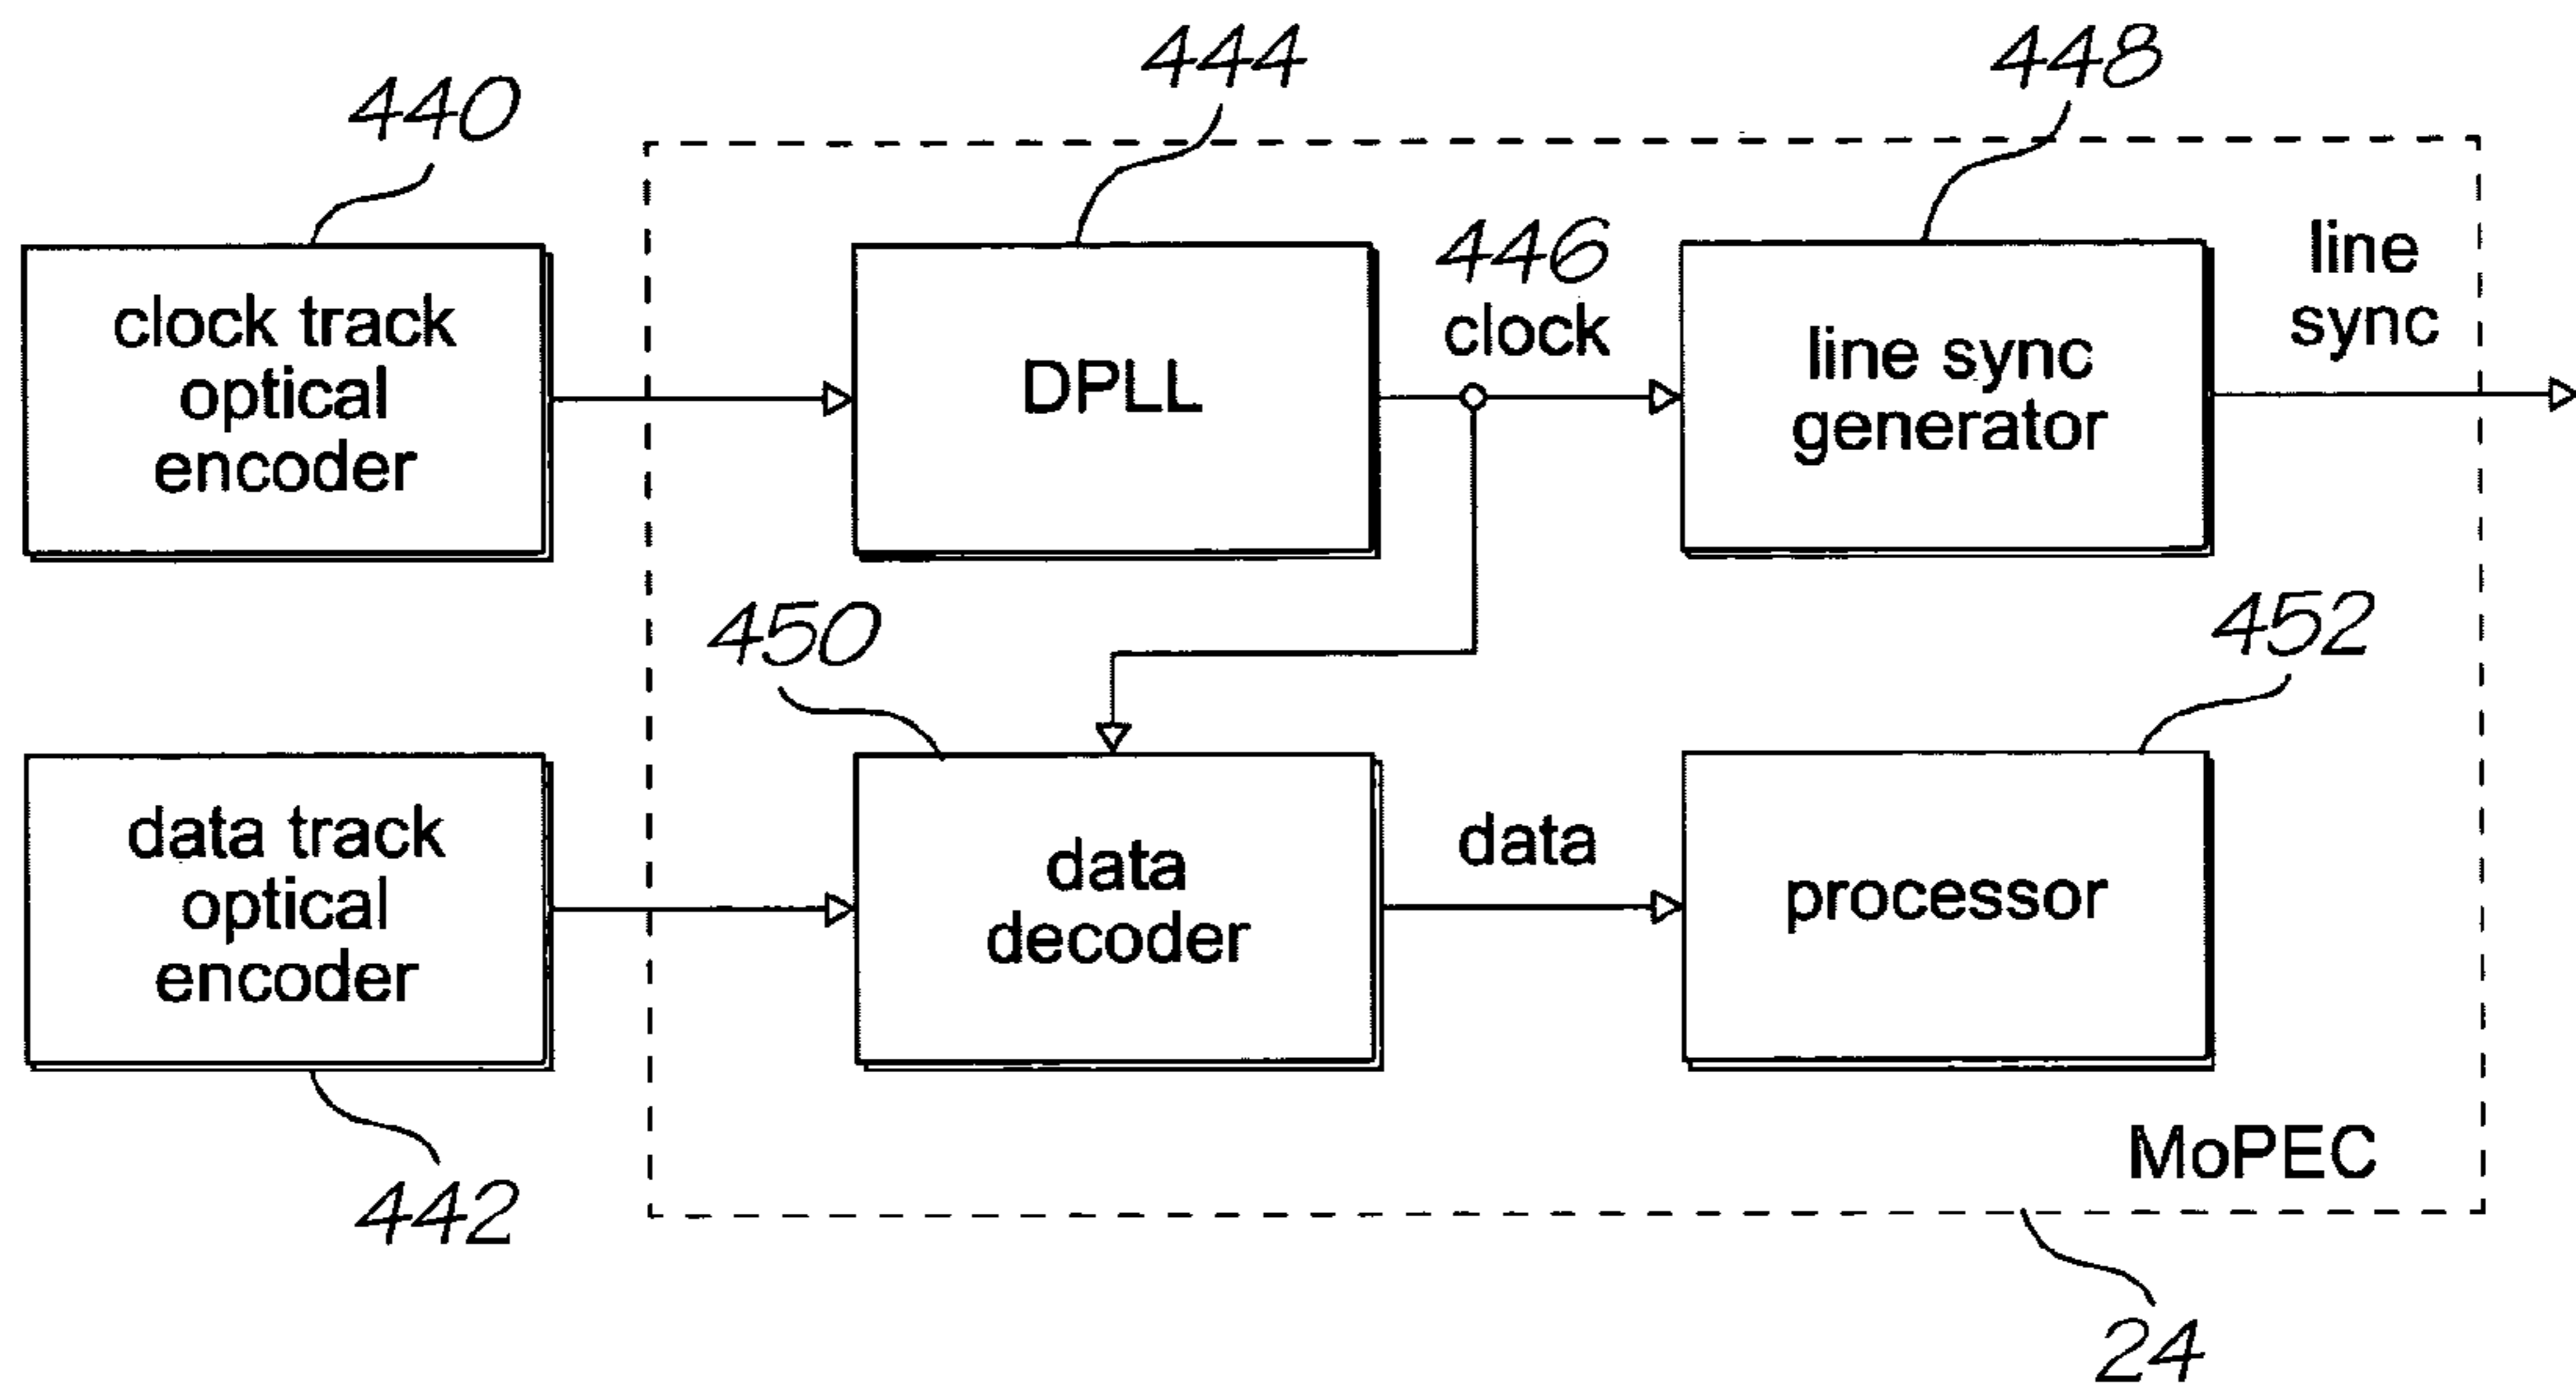 440
444
448
clock track
optical
encoder
DPLL
446
clock
line sync
generator
line
sync
450
452
data track
optical
encoder
data
decoder
data
processor
MoPEC
442
24